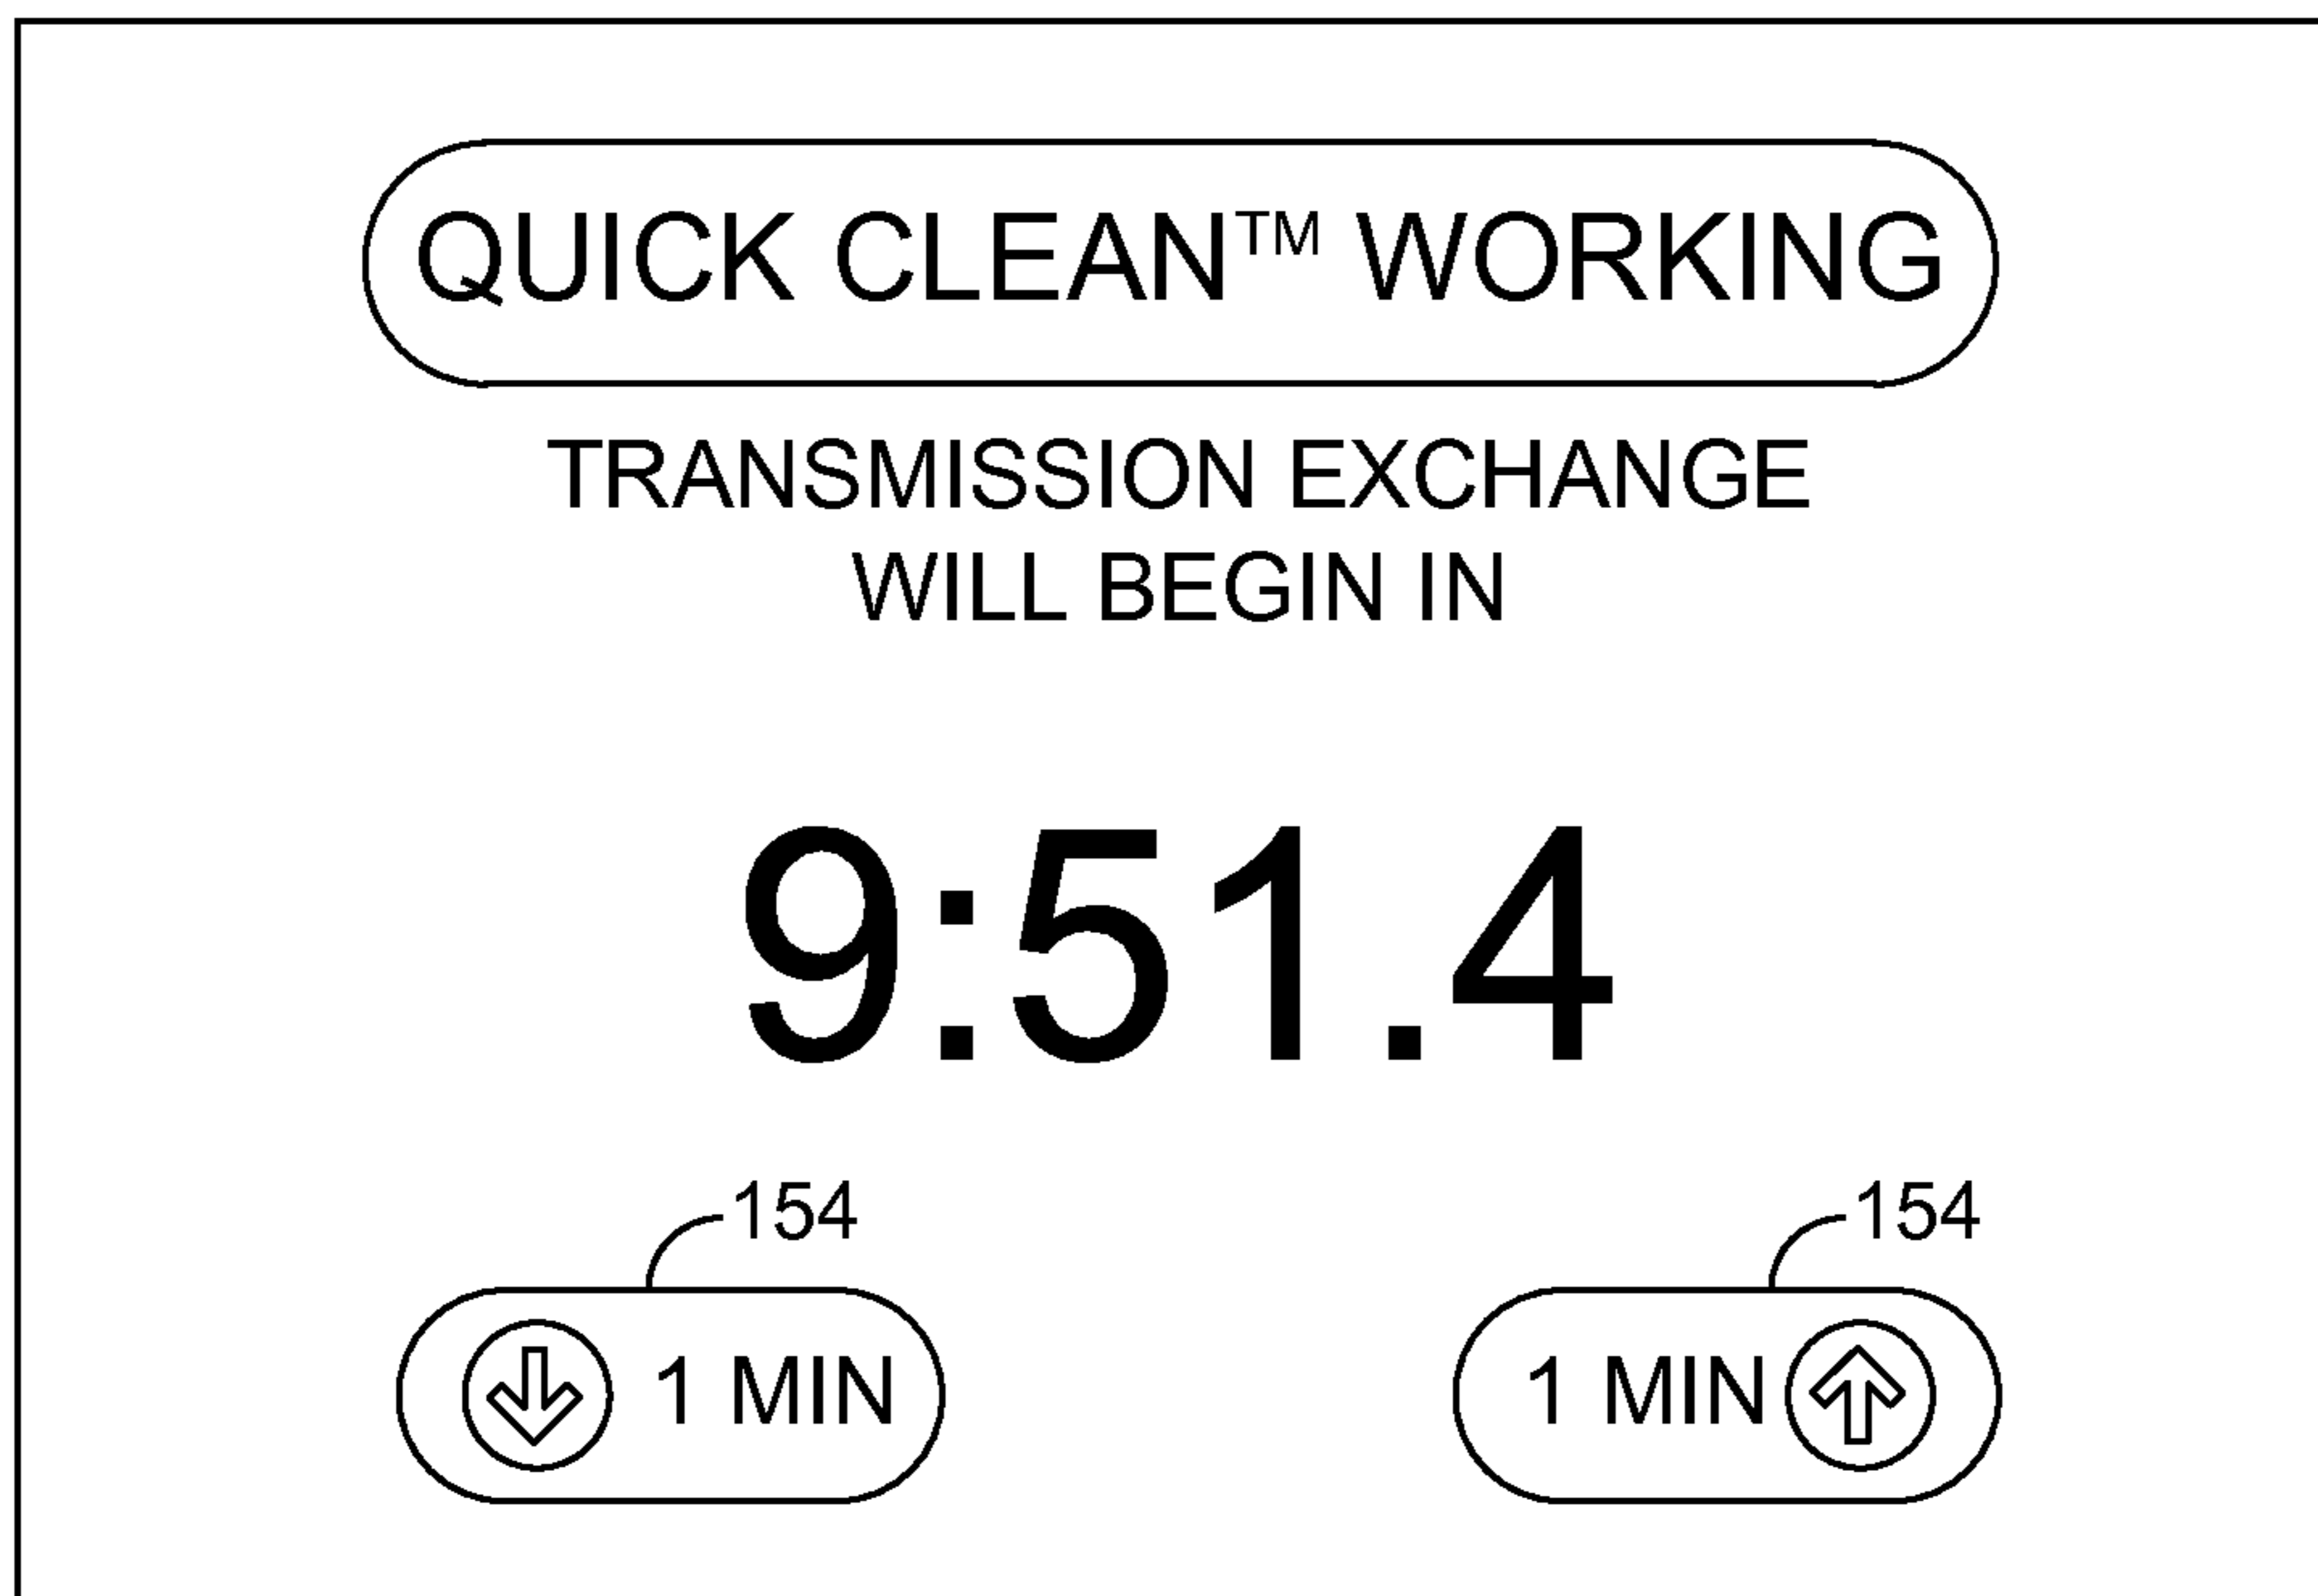 QUICK CLEAN™ WORKING
TRANSMISSION EXCHANGE
WILL BEGIN IN
9:51.4
154
154
1 MIN
1 MIN